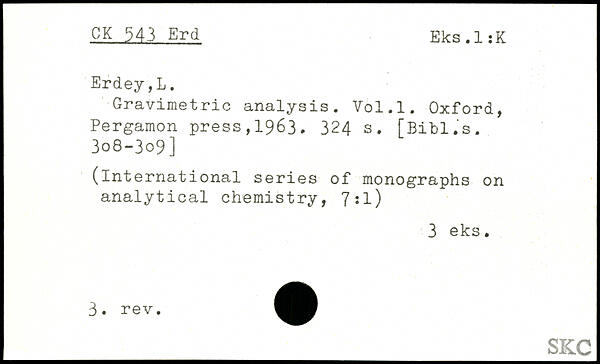 CK 543 Erd
Eks.1:K
Erdey,L.
Gravimetric analysis. Vol.1. Oxford,
Pergamon press,1963. 324 s. [Bibl.s.
308-309]
(International series of monographs on
analytical chemistry, 7:1)
3 eks.
3. rev.
SKC